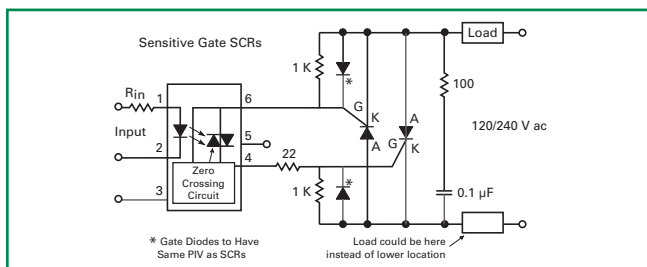 Sensitive Gate SCRs
Load
1 K
*
100
Rin
1
6
G
K
A
120/240 V ac
Input
5
A
G
K
2
4
22
Zero
Crossing
Circuit
3
1 K
*
0.1 µF
* Gate Diodes to Have
Same PIV as SCRs
Load could be here
instead of lower location